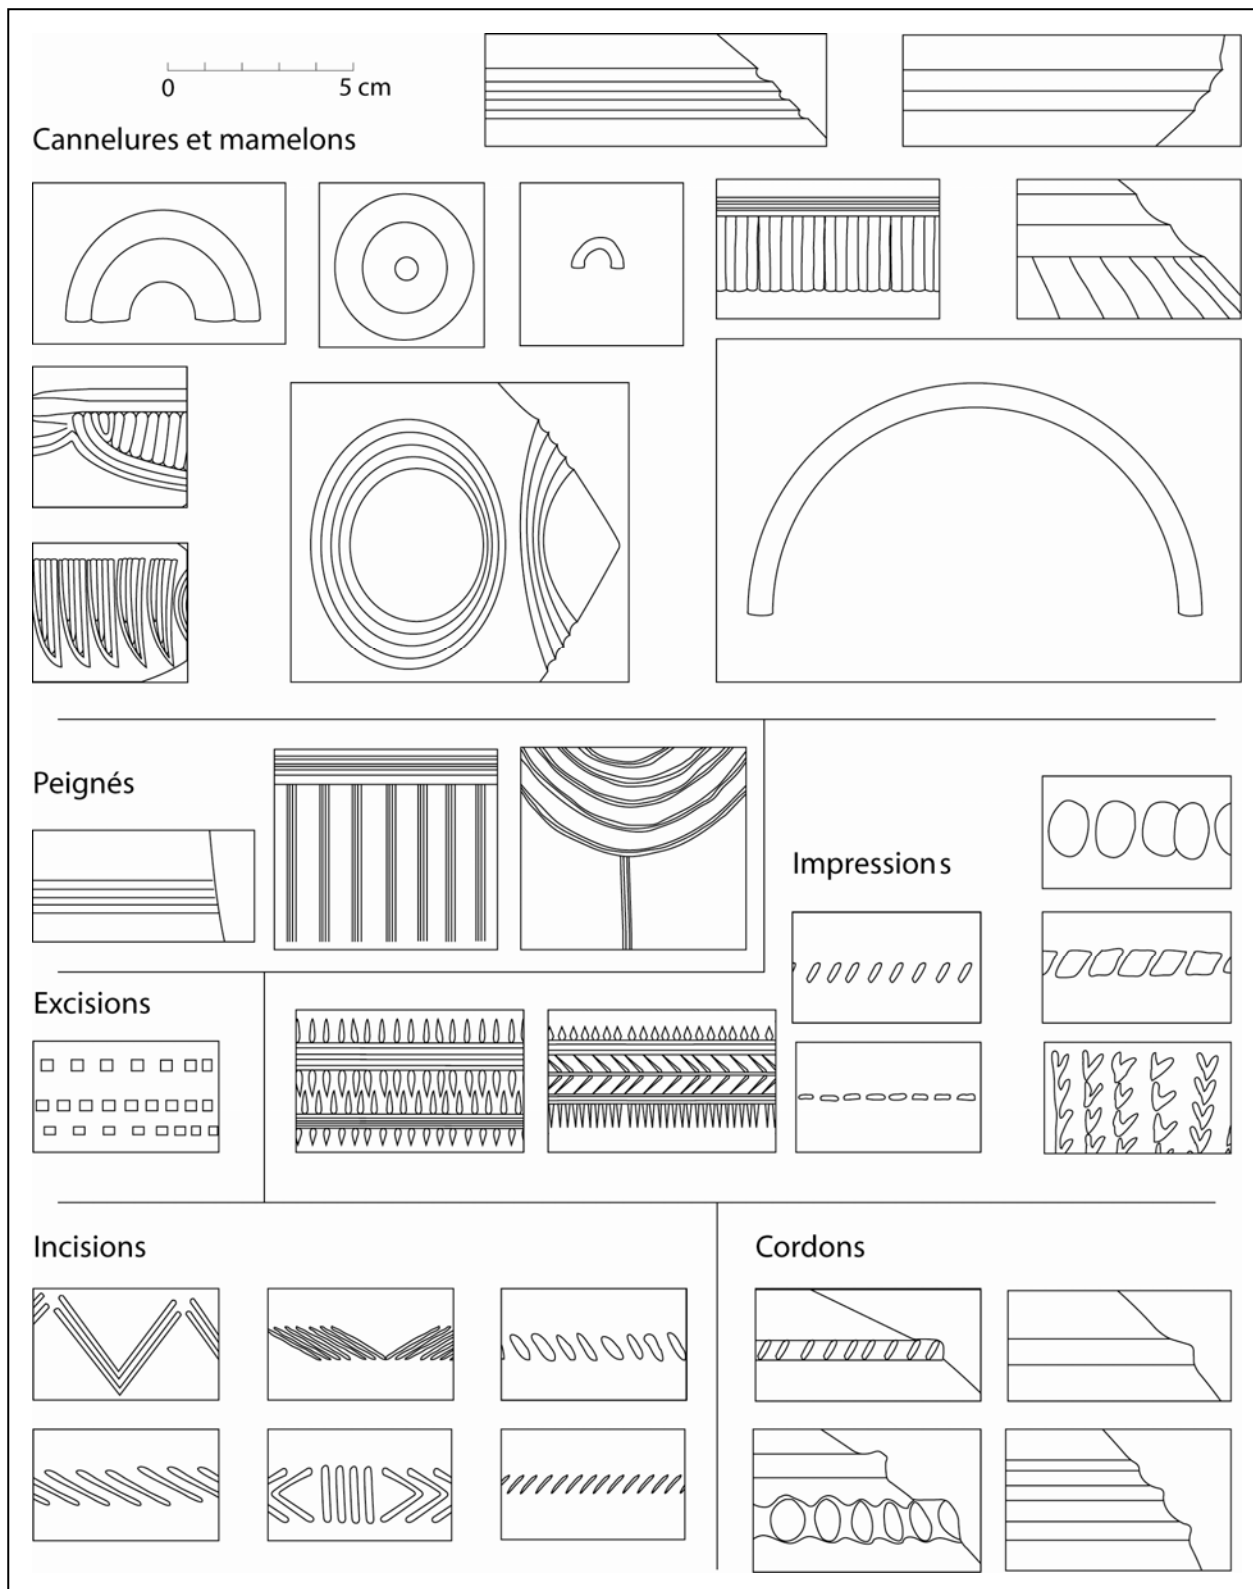 0 5 cm
Cannelures et mamelons
Peignés
Impressions
Excisions
Incisions
Cordons